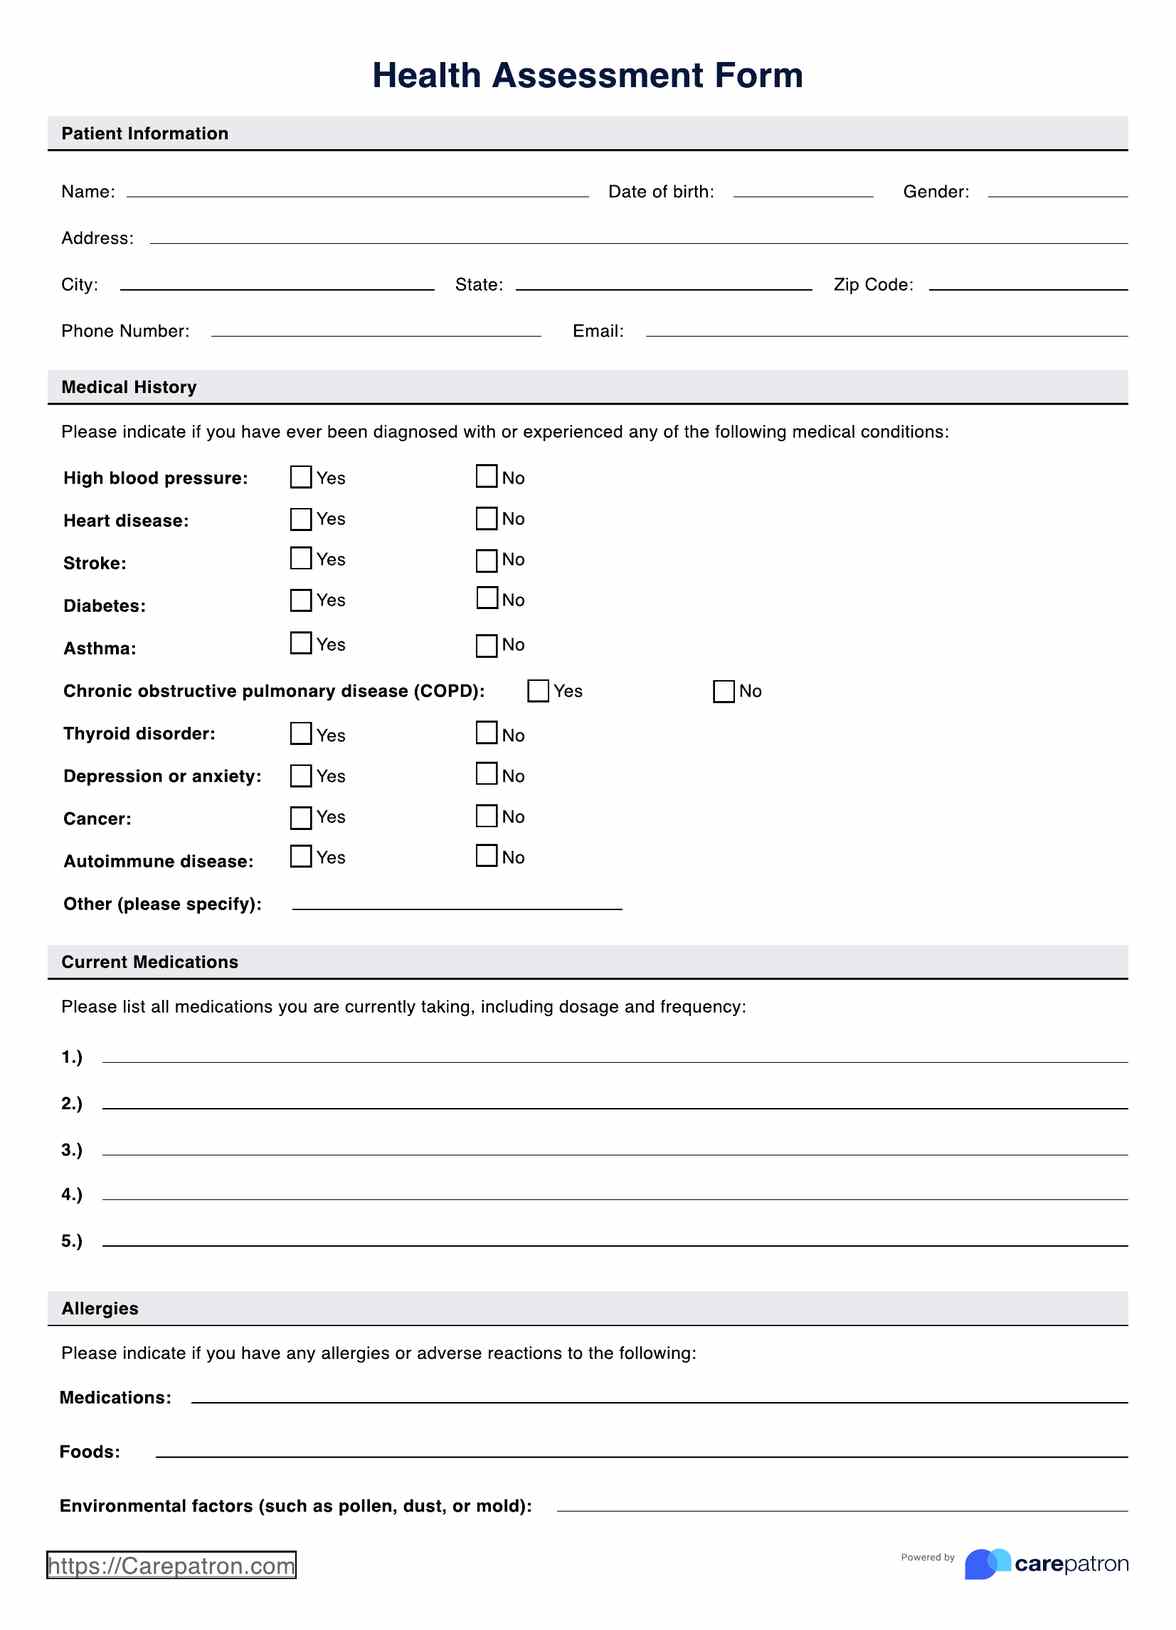 Health Assessment Form
Patient Information
Name: Date of birth: Gender:
Address:
City: State: Zip Code:
Phone Number: Email:
Medical History
Please indicate if you have ever been diagnosed with or experienced any of the following medical conditions:
High blood pressure: Yes No
Heart disease: Yes No
Stroke: Yes No
Diabetes: Yes No
Asthma: Yes No
Chronic obstructive pulmonary disease (COPD): Yes No
Thyroid disorder: Yes No
Depression or anxiety: Yes No
Cancer: Yes No
Autoimmune disease: Yes No
Other (please specify):
Current Medications
Please list all medications you are currently taking, including dosage and frequency:
1.)
2.)
3.)
4.)
5.)
Allergies
Please indicate if you have any allergies or adverse reactions to the following:
Medications:
Foods:
Environmental factors (such as pollen, dust, or mold):
https://Carepatron.com Powered by carepatron